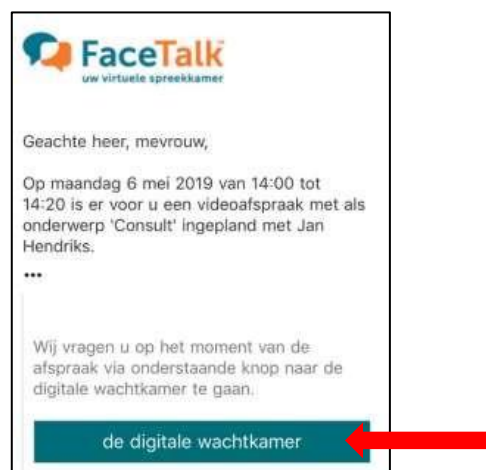 FaceTalk
uw virtuele spreekkamer
Geachte heer, mevrouw,
Op maandag 6 mei 2019 van 14:00 tot
14:20 is er voor u een videoafspraak met als
onderwerp 'Consult' ingepland met Jan
Hendriks.
•••
Wij vragen u op het moment van de
afspraak via onderstaande knop naar de
digitale wachtkamer te gaan.
de digitale wachtkamer